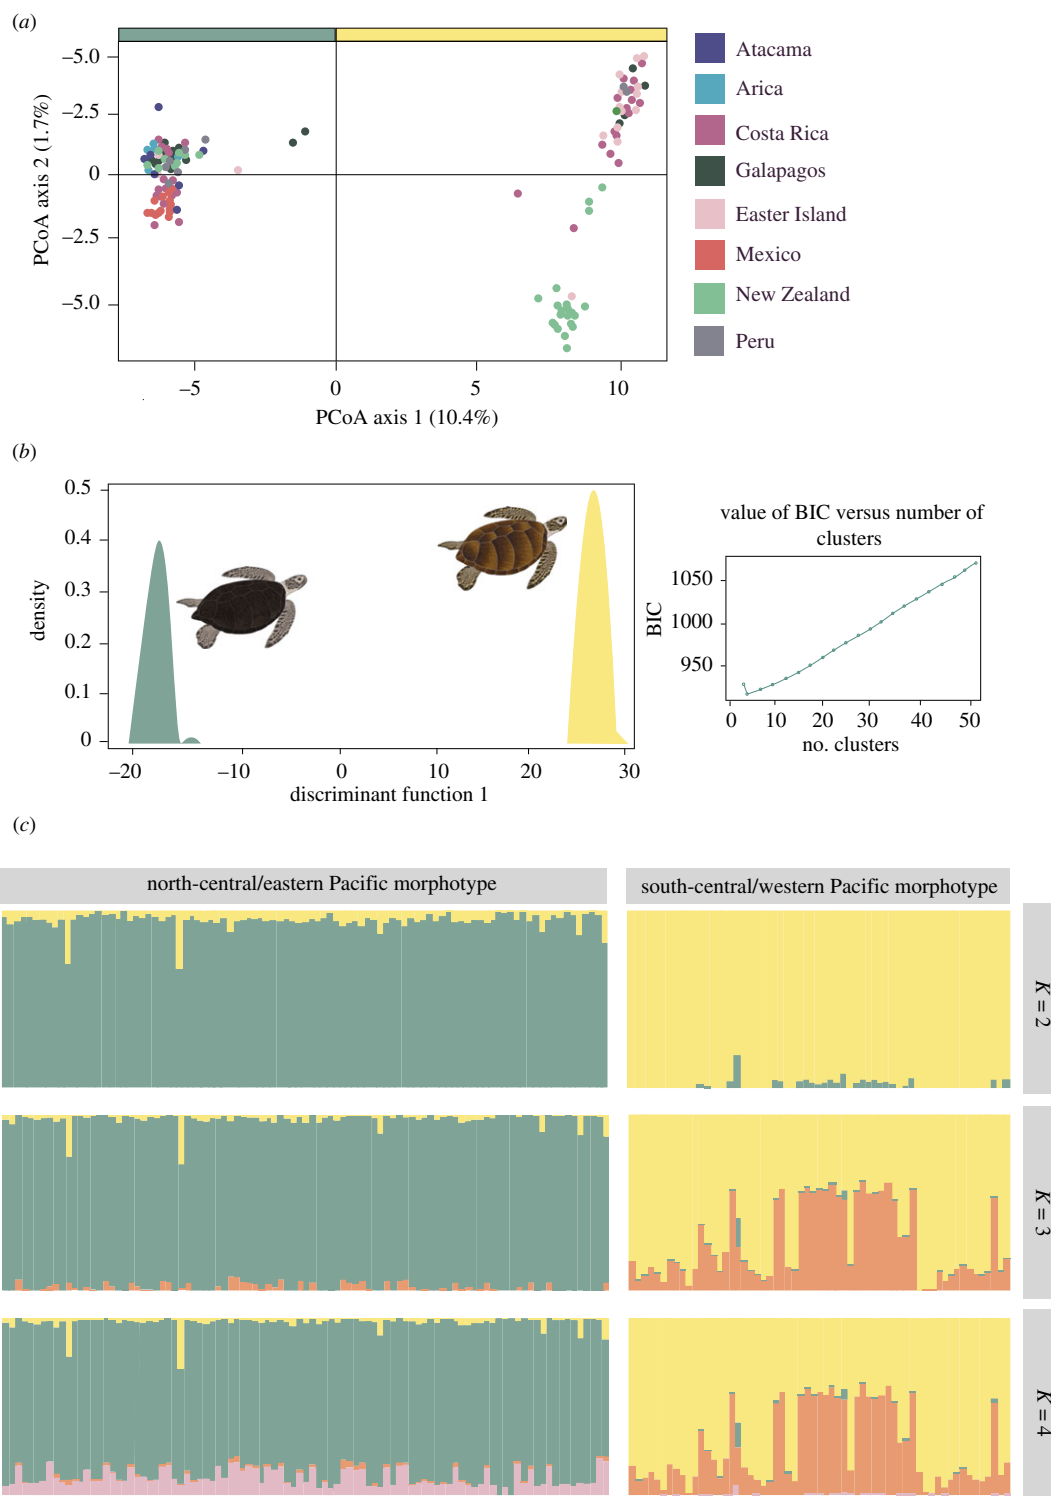 (a)
−5.0
−2.5
0
−2.5
−5.0
PCoA axis 2 (1.7%)
−5
0
5
10
PCoA axis 1 (10.4%)
Atacama
Arica
Costa Rica
Galapagos
Easter Island
Mexico
New Zealand
Peru
(b)
0.5
0.4
0.3
0.2
0.1
0
density
−20
−10
0
10
20
30
discriminant function 1
value of BIC versus number of
clusters
1050
1000
950
BIC
0
10
20
30
40
50
no. clusters
(c)
north-central/eastern Pacific morphotype
south-central/western Pacific morphotype
K = 2
K = 3
K = 4